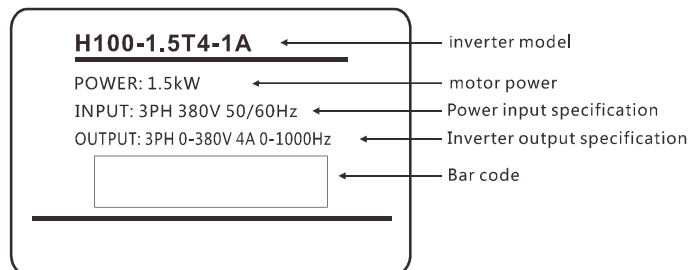 H100-1.5T4-1A
inverter model
POWER: 1.5kW
motor power
INPUT: 3PH 380V 50/60Hz
Power input specification
OUTPUT: 3PH 0-380V 4A 0-1000Hz
Inverter output specification
Bar code